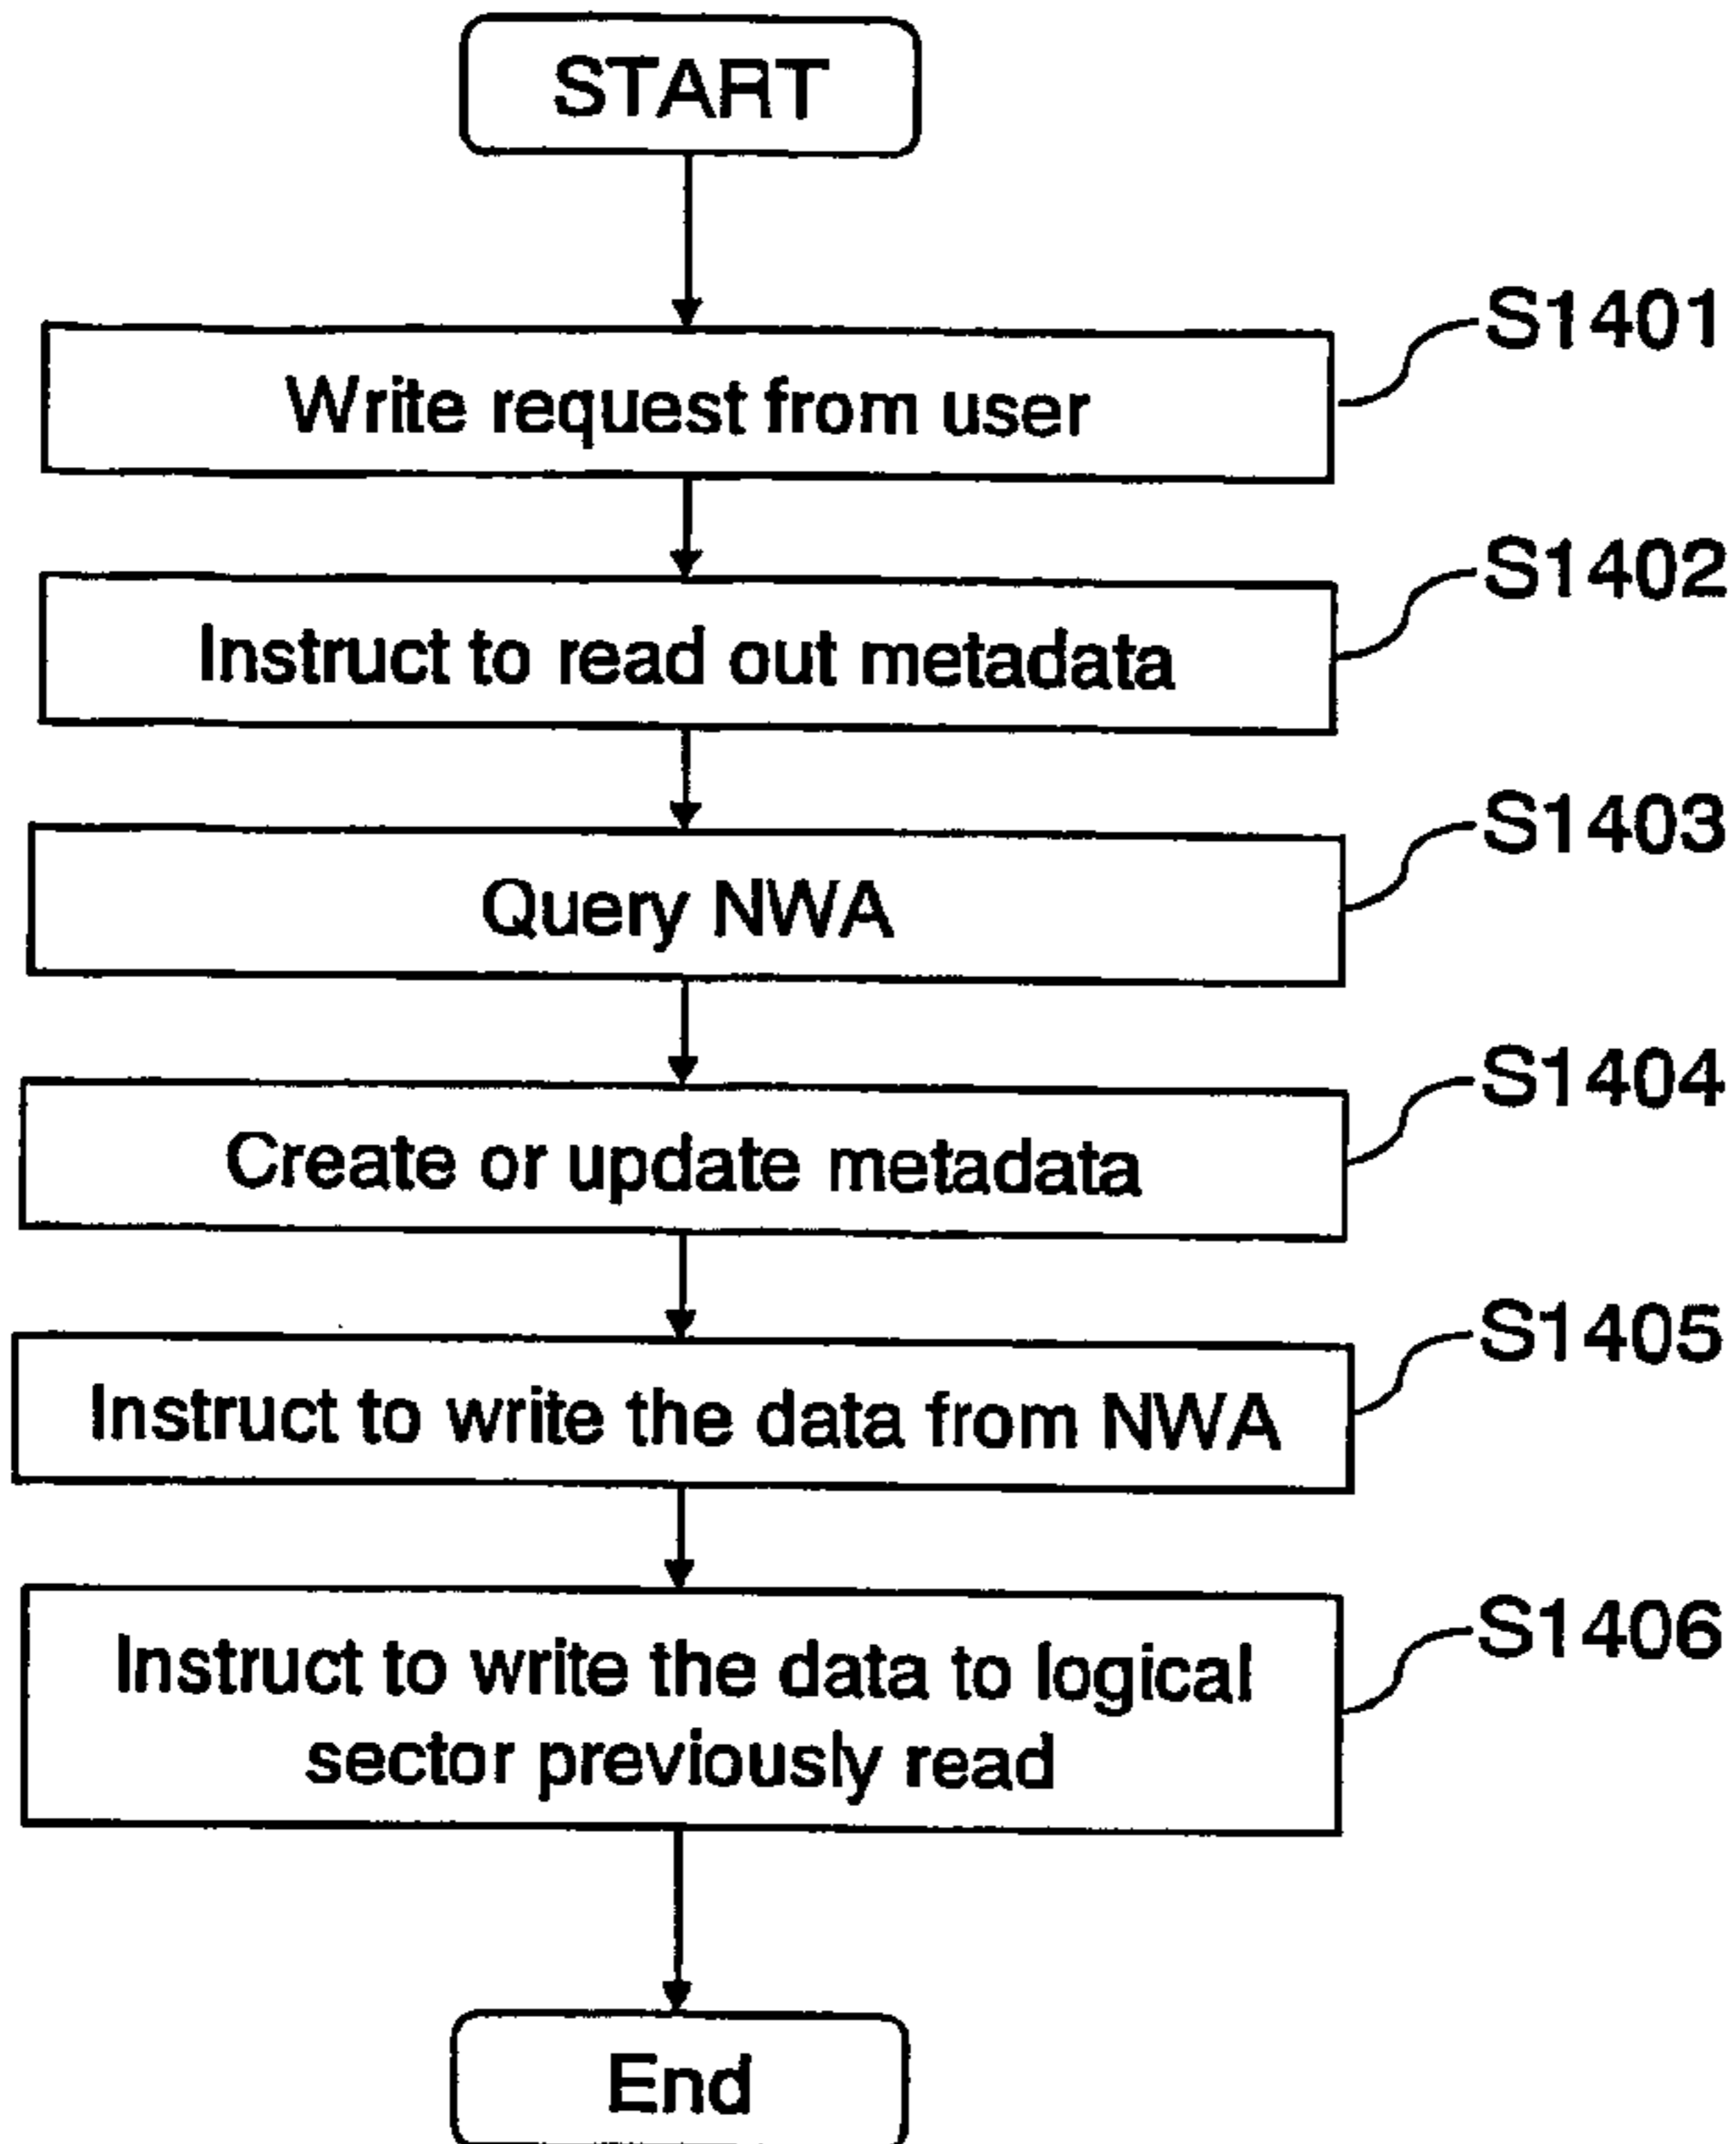 START
S1401
Write request from user
S1402
Instruct to read out metadata
S1403
Query NWA
S1404
Create or update metadata
S1405
Instruct to write the data from NWA
S1406
Instruct to write the data to logical
sector previously read
End